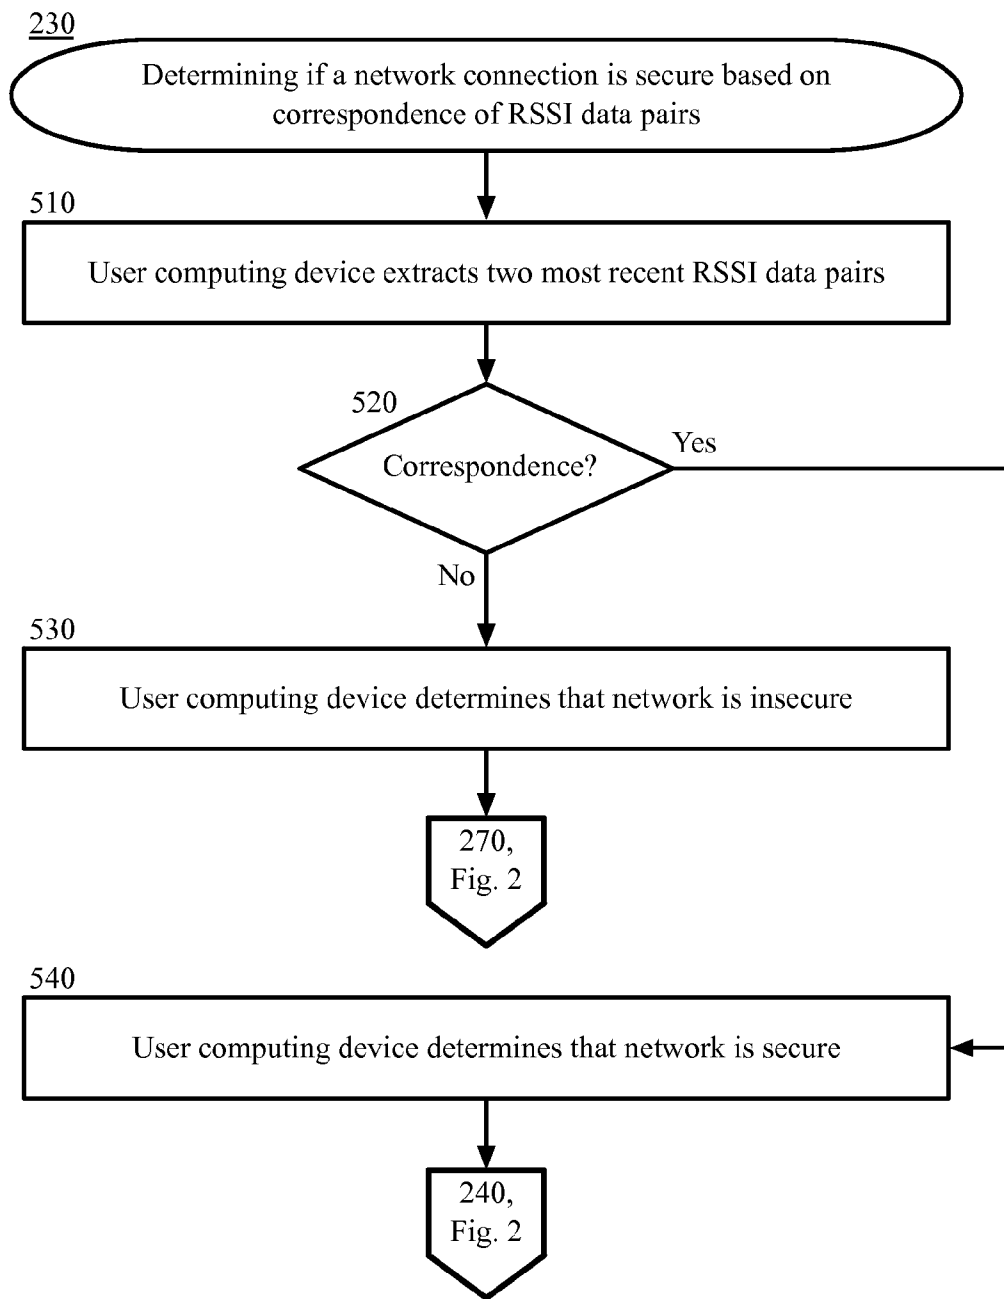 230
Determining if a network connection is secure based on
correspondence of RSSI data pairs
510
User computing device extracts two most recent RSSI data pairs
520
Correspondence?
Yes
No
530
User computing device determines that network is insecure
270,
Fig. 2
540
User computing device determines that network is secure
240,
Fig. 2